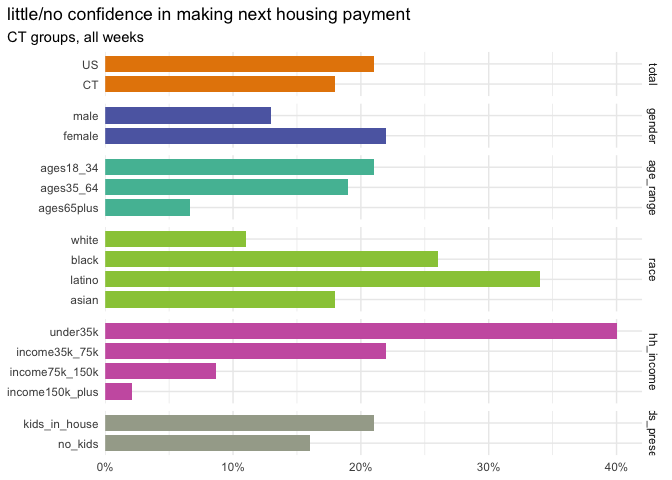 little/no confidence in making next housing payment
CT groups, all weeks
US
CT
total
male
female
gender
ages18_34
ages35_64
ages65plus
age_range
white
black
latino
asian
race
under35k
income35k_75k
income75k_150k
income150k_plus
hh_income
kids_in_house
no_kids
ds_prese
0% 10% 20% 30% 40%